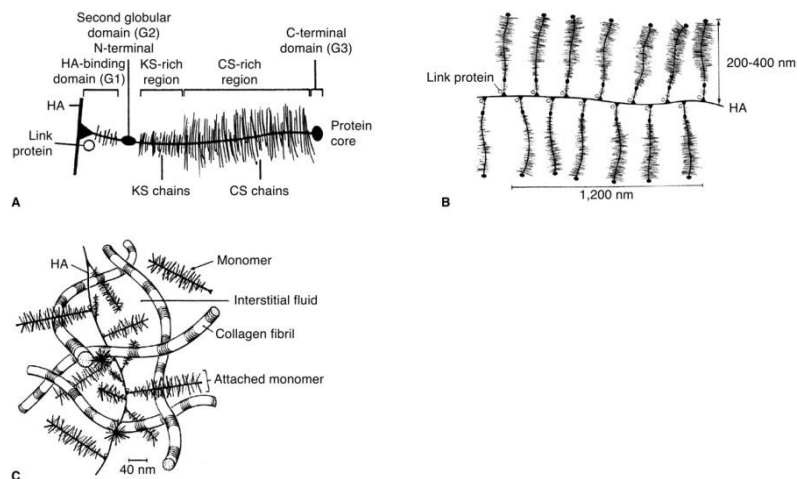 Second globular
domain (G2)
N-terminal
HA-binding
domain (G1)
KS-rich
region
CS-rich
region
C-terminal
domain (G3)
HA
Link
protein
Protein
core
KS chains
CS chains
A
Link protein
200-400 nm
HA
1,200 nm
B
HA
Monomer
Interstitial fluid
Collagen fibril
Attached monomer
40 nm
C